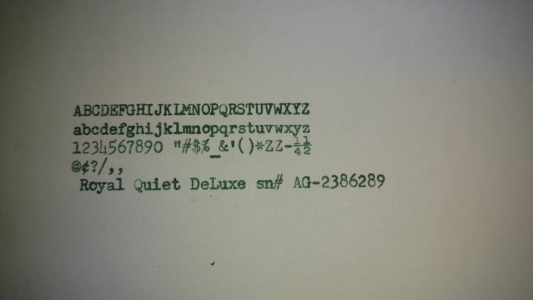 ABCDEFGHIJKLMNOPQRSTUVWXYZ
abcdefghijklmnopqrstuvwxyz
1234567890 "#$%_&'()*ZZ-¼½
@¢?/,,
Royal Quiet DeLuxe sn# AG-2386289